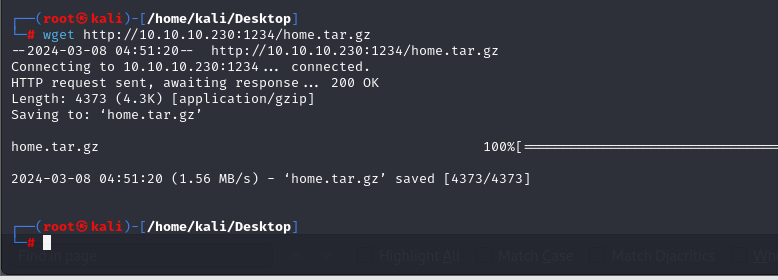 ┌──(root㉿kali)-[/home/kali/Desktop]
└─# wget http://10.10.10.230:1234/home.tar.gz
--2024-03-08 04:51:20--  http://10.10.10.230:1234/home.tar.gz
Connecting to 10.10.10.230:1234... connected.
HTTP request sent, awaiting response... 200 OK
Length: 4373 (4.3K) [application/gzip]
Saving to: ‘home.tar.gz’
home.tar.gz 100%[================================
2024-03-08 04:51:20 (1.56 MB/s) - ‘home.tar.gz’ saved [4373/4373]
┌──(root㉿kali)-[/home/kali/Desktop]
└─#
Find in page Highlight All Match Case Match Diacritics